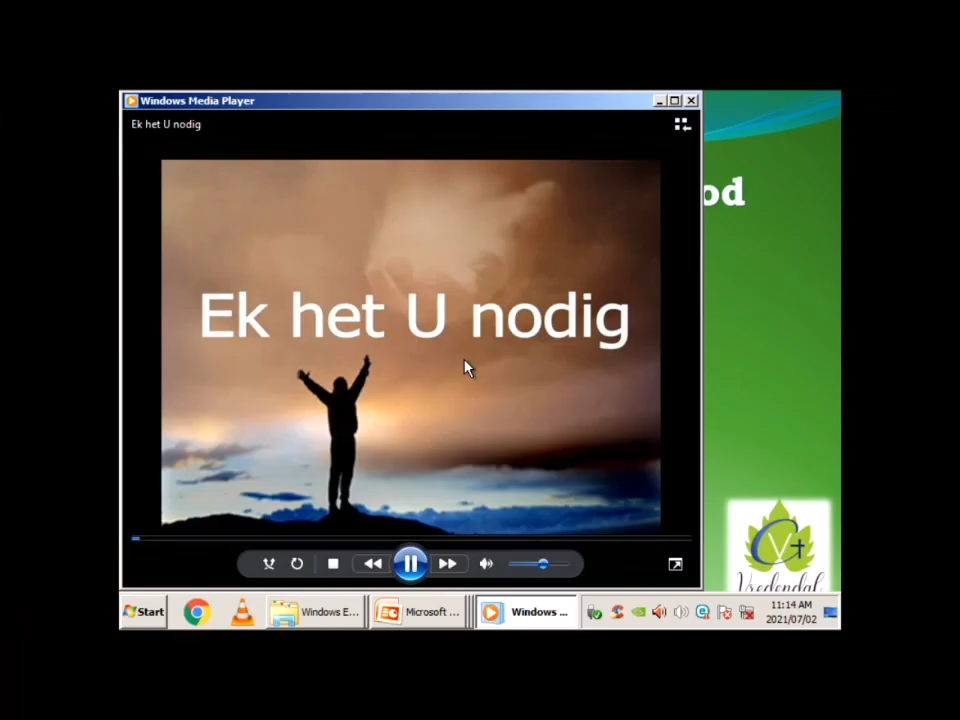 Windows Media Player
Ek het U nodig
od
Ek het U nodig
Vredendal
Start
Windows E...
Microsoft ...
Windows ...
11:14 AM
2021/07/02